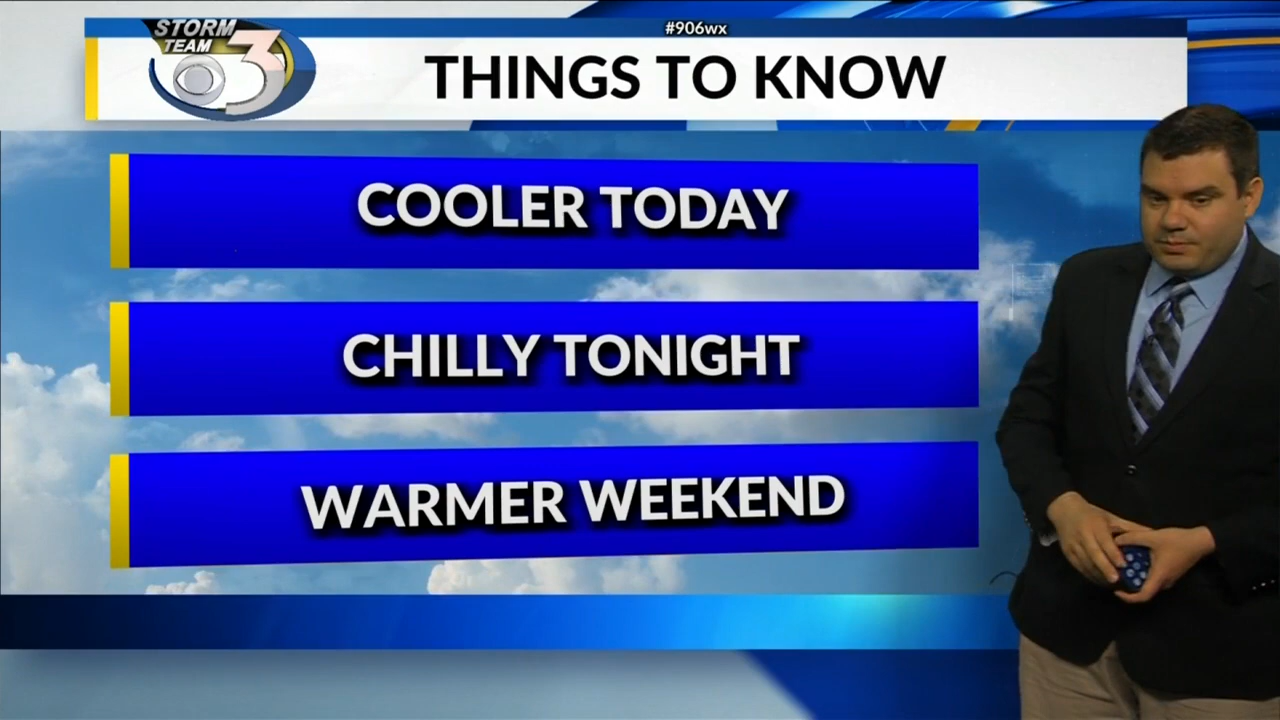 #906wx
STORM
TEAM
3
THINGS TO KNOW
COOLER TODAY
CHILLY TONIGHT
WARMER WEEKEND